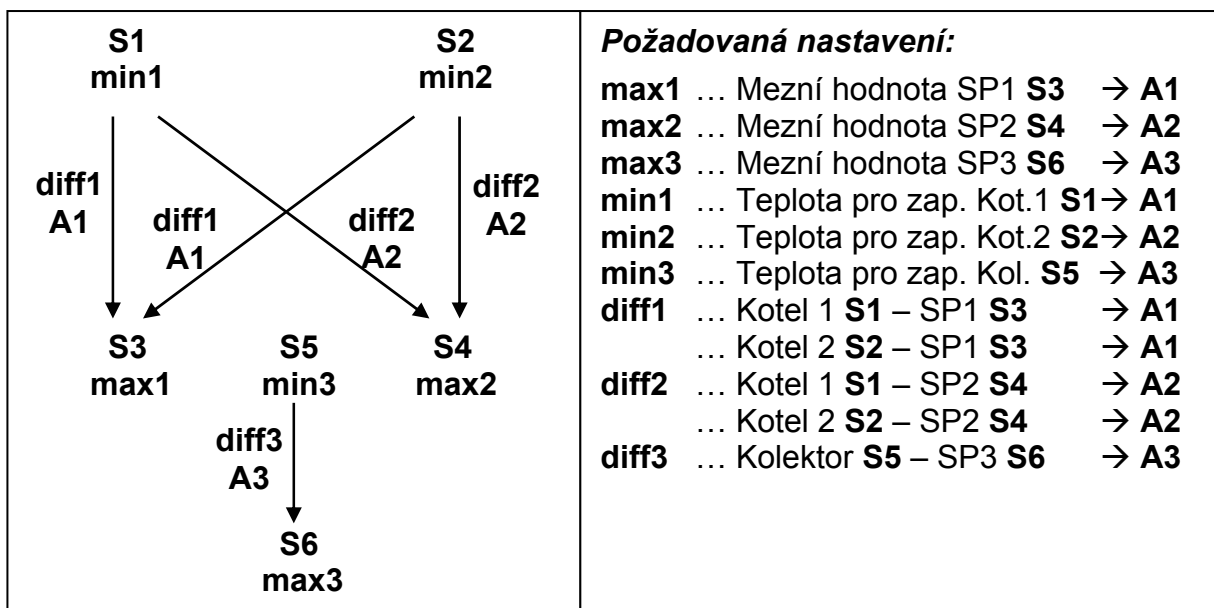 S1 S2
min1 min2
diff1
A1
diff1
A1
diff2
A2
diff2
A2
S3 S5 S4
max1 min3 max2
diff3
A3
S6
max3
Požadovaná nastavení:
max1 … Mezní hodnota SP1 S3 → A1
max2 … Mezní hodnota SP2 S4 → A2
max3 … Mezní hodnota SP3 S6 → A3
min1 … Teplota pro zap. Kot.1 S1→ A1
min2 … Teplota pro zap. Kot.2 S2→ A2
min3 … Teplota pro zap. Kol. S5 → A3
diff1 … Kotel 1 S1 – SP1 S3 → A1
… Kotel 2 S2 – SP1 S3 → A1
diff2 … Kotel 1 S1 – SP2 S4 → A2
… Kotel 2 S2 – SP2 S4 → A2
diff3 … Kolektor S5 – SP3 S6 → A3